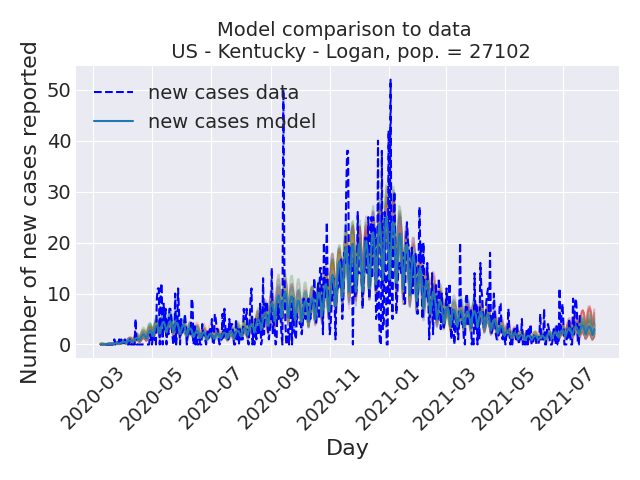 Model comparison to data
US - Kentucky - Logan, pop. = 27102
Number of new cases reported
50
40
30
20
10
0
new cases data
new cases model
2020-03
2020-05
2020-07
2020-09
2020-11
2021-01
2021-03
2021-05
2021-07
Day